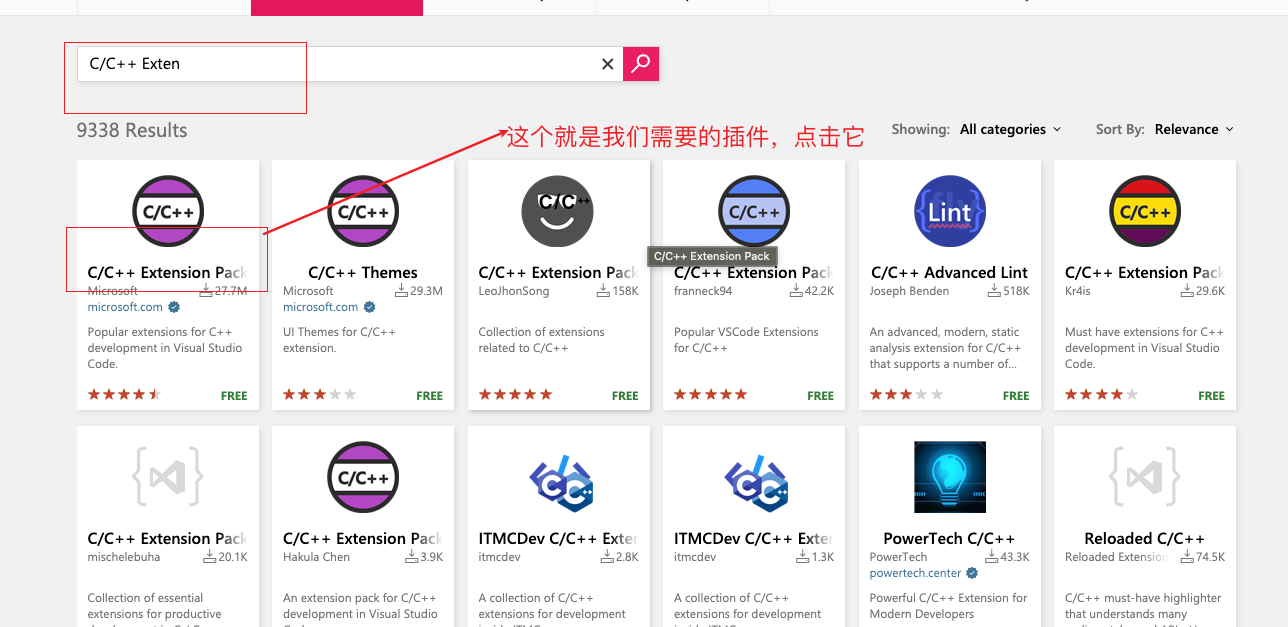 C/C++ Exten
9338 Results
这个就是我们需要的插件，点击它
Showing: All categories
Sort By: Relevance
C/C++
C/C++ Extension Pack
Microsoft 27.7M
microsoft.com
Popular extensions for C++
development in Visual Studio
Code.
FREE
C/C++
C/C++ Themes
Microsoft 29.3M
microsoft.com
UI Themes for C/C++
extension.
FREE
C/C++
C/C++ Extension Pack
LeoJhonSong 158K
Collection of extensions
related to C/C++
FREE
C/C++
C/C++ Extension Pack
C/C++ Extension Pack
franneck94 42.2K
Popular VSCode Extensions
for C/C++
FREE
Lint
C/C++ Advanced Lint
Joseph Benden 518K
An advanced, modern, static
analysis extension for C/C++
that supports a number of...
FREE
C/C++
C/C++ Extension Pack
Kr4is 29.6K
Must have extensions for C++
development in Visual Studio
Code.
FREE
C/C++ Extension Pack
mischelebuha 20.1K
Collection of essential
extensions for productive
C/C++
C/C++ Extension Pack
Hakula Chen 3.9K
An extension pack for C/C++
development in Visual Studio
ITMCDev C/C++ Exter
itmcdev 2.8K
A collection of C/C++
extensions for development
ITMCDev C/C++ Exter
itmcdev 1.3K
A collection of C/C++
extensions for development
PowerTech C/C++
PowerTech 43.3K
powertech.center
Powerful C/C++ Extension for
Modern Developers
Reloaded C/C++
Reloaded Extension 74.5K
C/C++ must-have highlighter
that understands many